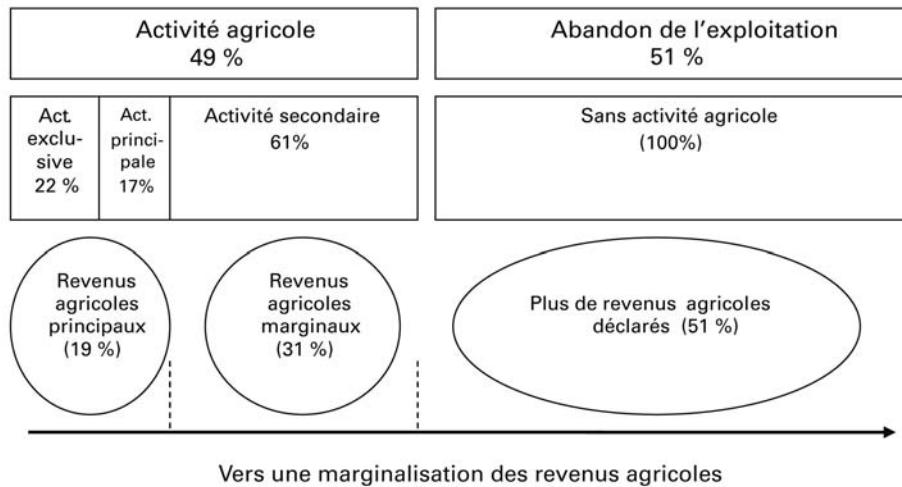 Activité agricole
49 %
Abandon de l'exploitation
51 %
Act.
exclu-
sive
22 %
Act.
princi-
pale
17%
Activité secondaire
61%
Sans activité agricole
(100%)
Revenus
agricoles
principaux
(19 %)
Revenus
agricoles
marginaux
(31 %)
Plus de revenus agricoles
déclarés (51 %)
Vers une marginalisation des revenus agricoles